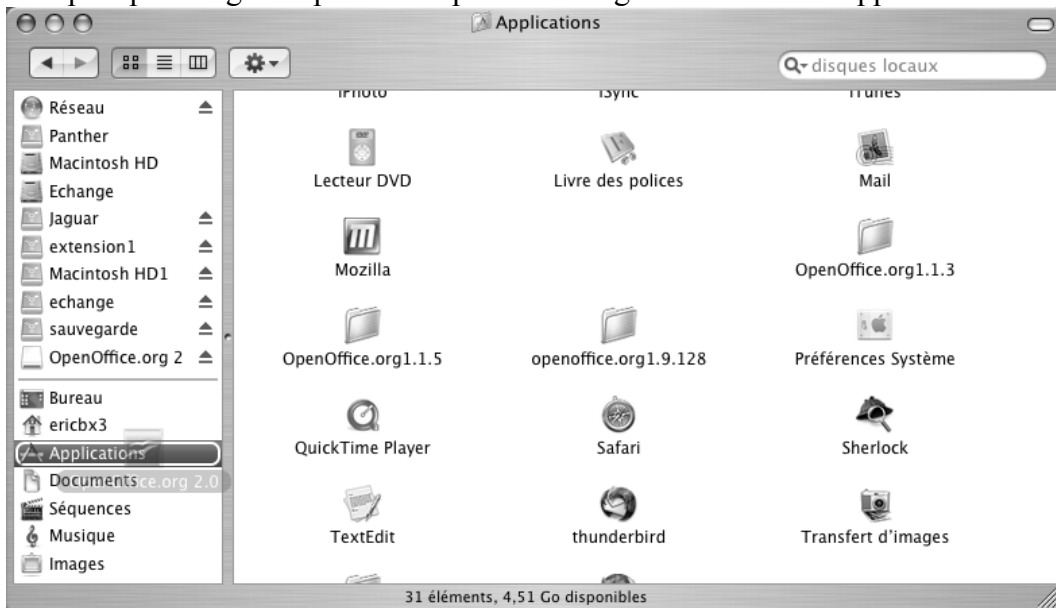 Applications
disques locaux
Réseau
Panther
Macintosh HD
Echange
Jaguar
extension1
Macintosh HD1
echange
sauvegarde
OpenOffice.org 2
Bureau
ericbx3
Applications
Documents
Séquences
Musique
Images
iPhoto iSync iTunes
Lecteur DVD Livre des polices Mail
Mozilla OpenOffice.org1.1.3
OpenOffice.org1.1.5 openoffice.org1.9.128 Préférences Système
QuickTime Player Safari Sherlock
TextEdit thunderbird Transfert d'images
31 éléments, 4,51 Go disponibles